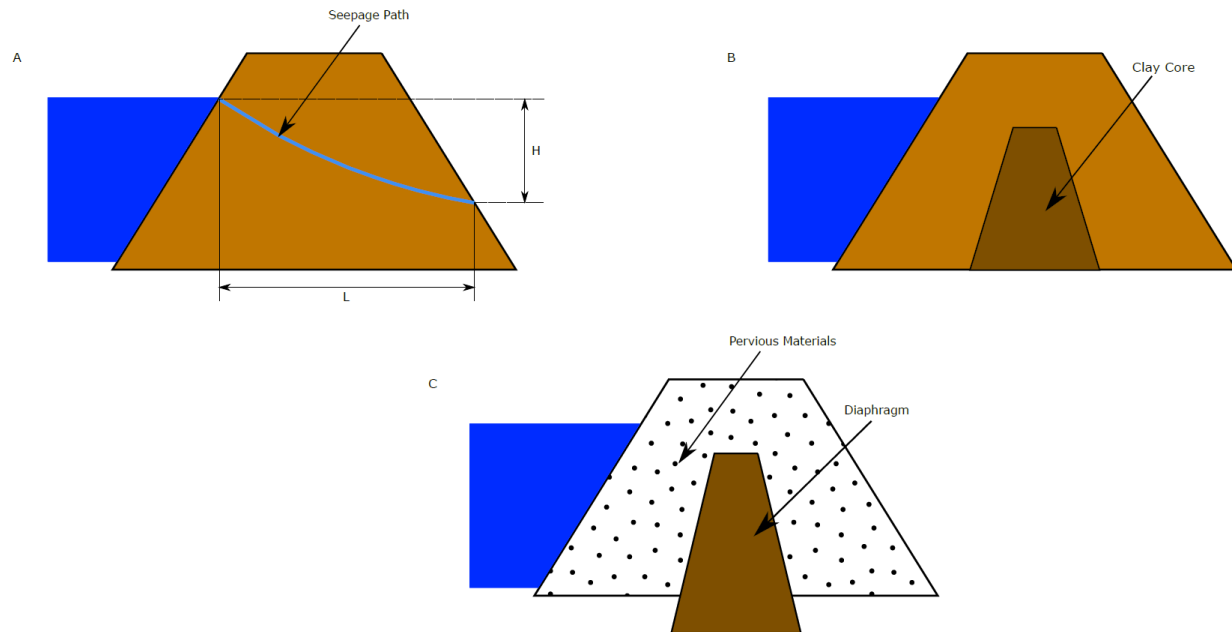 Seepage Path
A
H
L
B
Clay Core
Pervious Materials
C
Diaphragm